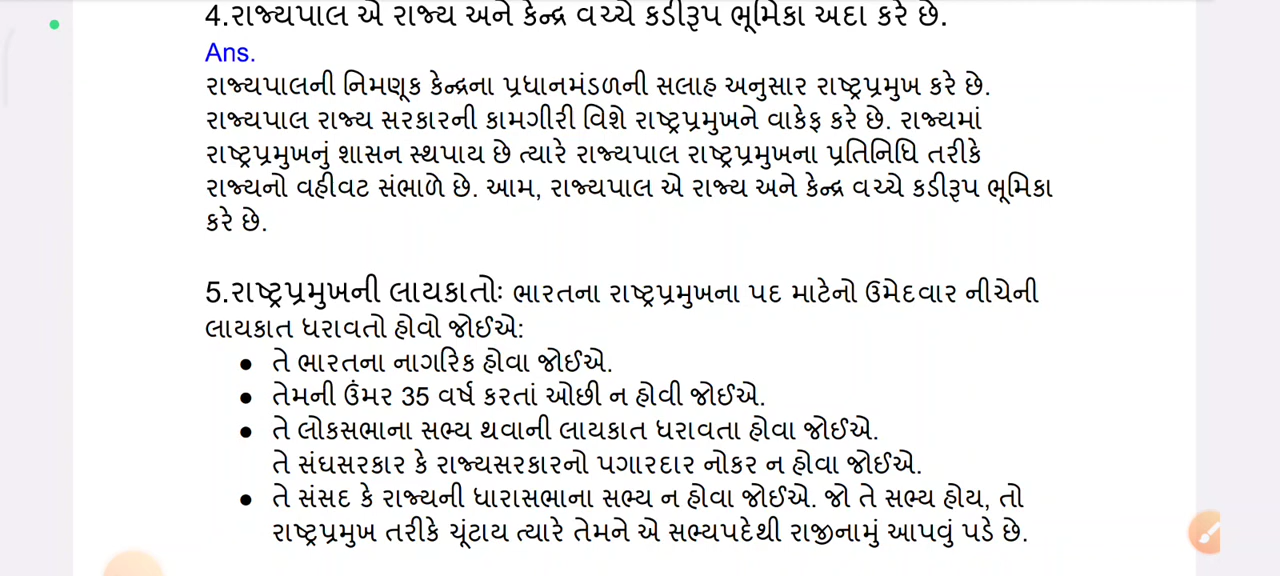 4.રાજ્યપાલ એ રાજ્ય અને કેન્દ્ર વચ્ચે કડીરૂપ ભૂમિકા અદા કરે છે.
Ans.
રાજ્યપાલની નિમણૂક કેન્દ્રના પ્રધાનમંડળની સલાહ અનુસાર રાષ્ટ્રપ્રમુખ કરે છે.
રાજ્યપાલ રાજ્ય સરકારની કામગીરી વિશે રાષ્ટ્રપ્રમુખને વાકેફ કરે છે. રાજ્યમાં
રાષ્ટ્રપ્રમુખનું શાસન સ્થપાય છે ત્યારે રાજ્યપાલ રાષ્ટ્રપ્રમુખના પ્રતિનિધિ તરીકે
રાજ્યનો વહીવટ સંભાળે છે. આમ, રાજ્યપાલ એ રાજ્ય અને કેન્દ્ર વચ્ચે કડીરૂપ ભૂમિકા
કરે છે.
5.રાષ્ટ્રપ્રમુખની લાયકાતોઃ ભારતના રાષ્ટ્રપ્રમુખના પદ માટેનો ઉમેદવાર નીચેની
લાયકાત ધરાવતો હોવો જોઈએ:
● તે ભારતના નાગરિક હોવા જોઈએ.
● તેમની ઉંમર 35 વર્ષ કરતાં ઓછી ન હોવી જોઈએ.
● તે લોકસભાના સભ્ય થવાની લાયકાત ધરાવતા હોવા જોઈએ.
તે સંઘસરકાર કે રાજ્યસરકારનો પગારદાર નોકર ન હોવા જોઈએ.
● તે સંસદ કે રાજ્યની ધારાસભાના સભ્ય ન હોવા જોઈએ. જો તે સભ્ય હોય, તો
રાષ્ટ્રપ્રમુખ તરીકે ચૂંટાય ત્યારે તેમને એ સભ્યપદેથી રાજીનામું આપવું પડે છે.